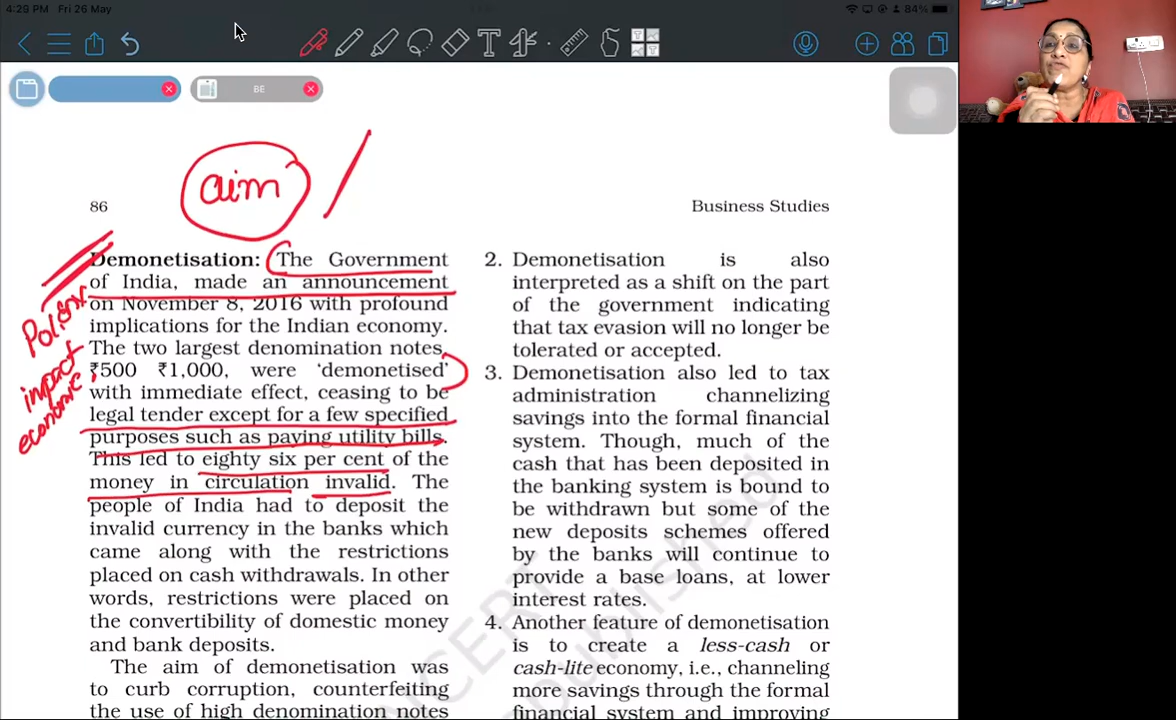 4:29 PM Fri 26 May
84%
BE
aim
86
Business Studies
Pol. Env.
impact
economic
Demonetisation: The Government
of India, made an announcement
on November 8, 2016 with profound
implications for the Indian economy.
The two largest denomination notes,
₹500 ₹1,000, were 'demonetised'
with immediate effect, ceasing to be
legal tender except for a few specified
purposes such as paying utility bills.
This led to eighty six per cent of the
money in circulation invalid. The
people of India had to deposit the
invalid currency in the banks which
came along with the restrictions
placed on cash withdrawals. In other
words, restrictions were placed on
the convertibility of domestic money
and bank deposits.
The aim of demonetisation was
to curb corruption, counterfeiting
the use of high denomination notes
2. Demonetisation is also
interpreted as a shift on the part
of the government indicating
that tax evasion will no longer be
tolerated or accepted.
3. Demonetisation also led to tax
administration channelizing
savings into the formal financial
system. Though, much of the
cash that has been deposited in
the banking system is bound to
be withdrawn but some of the
new deposits schemes offered
by the banks will continue to
provide a base loans, at lower
interest rates.
4. Another feature of demonetisation
is to create a less-cash or
cash-lite economy, i.e., channeling
more savings through the formal
financial system and improving
NCERT
published